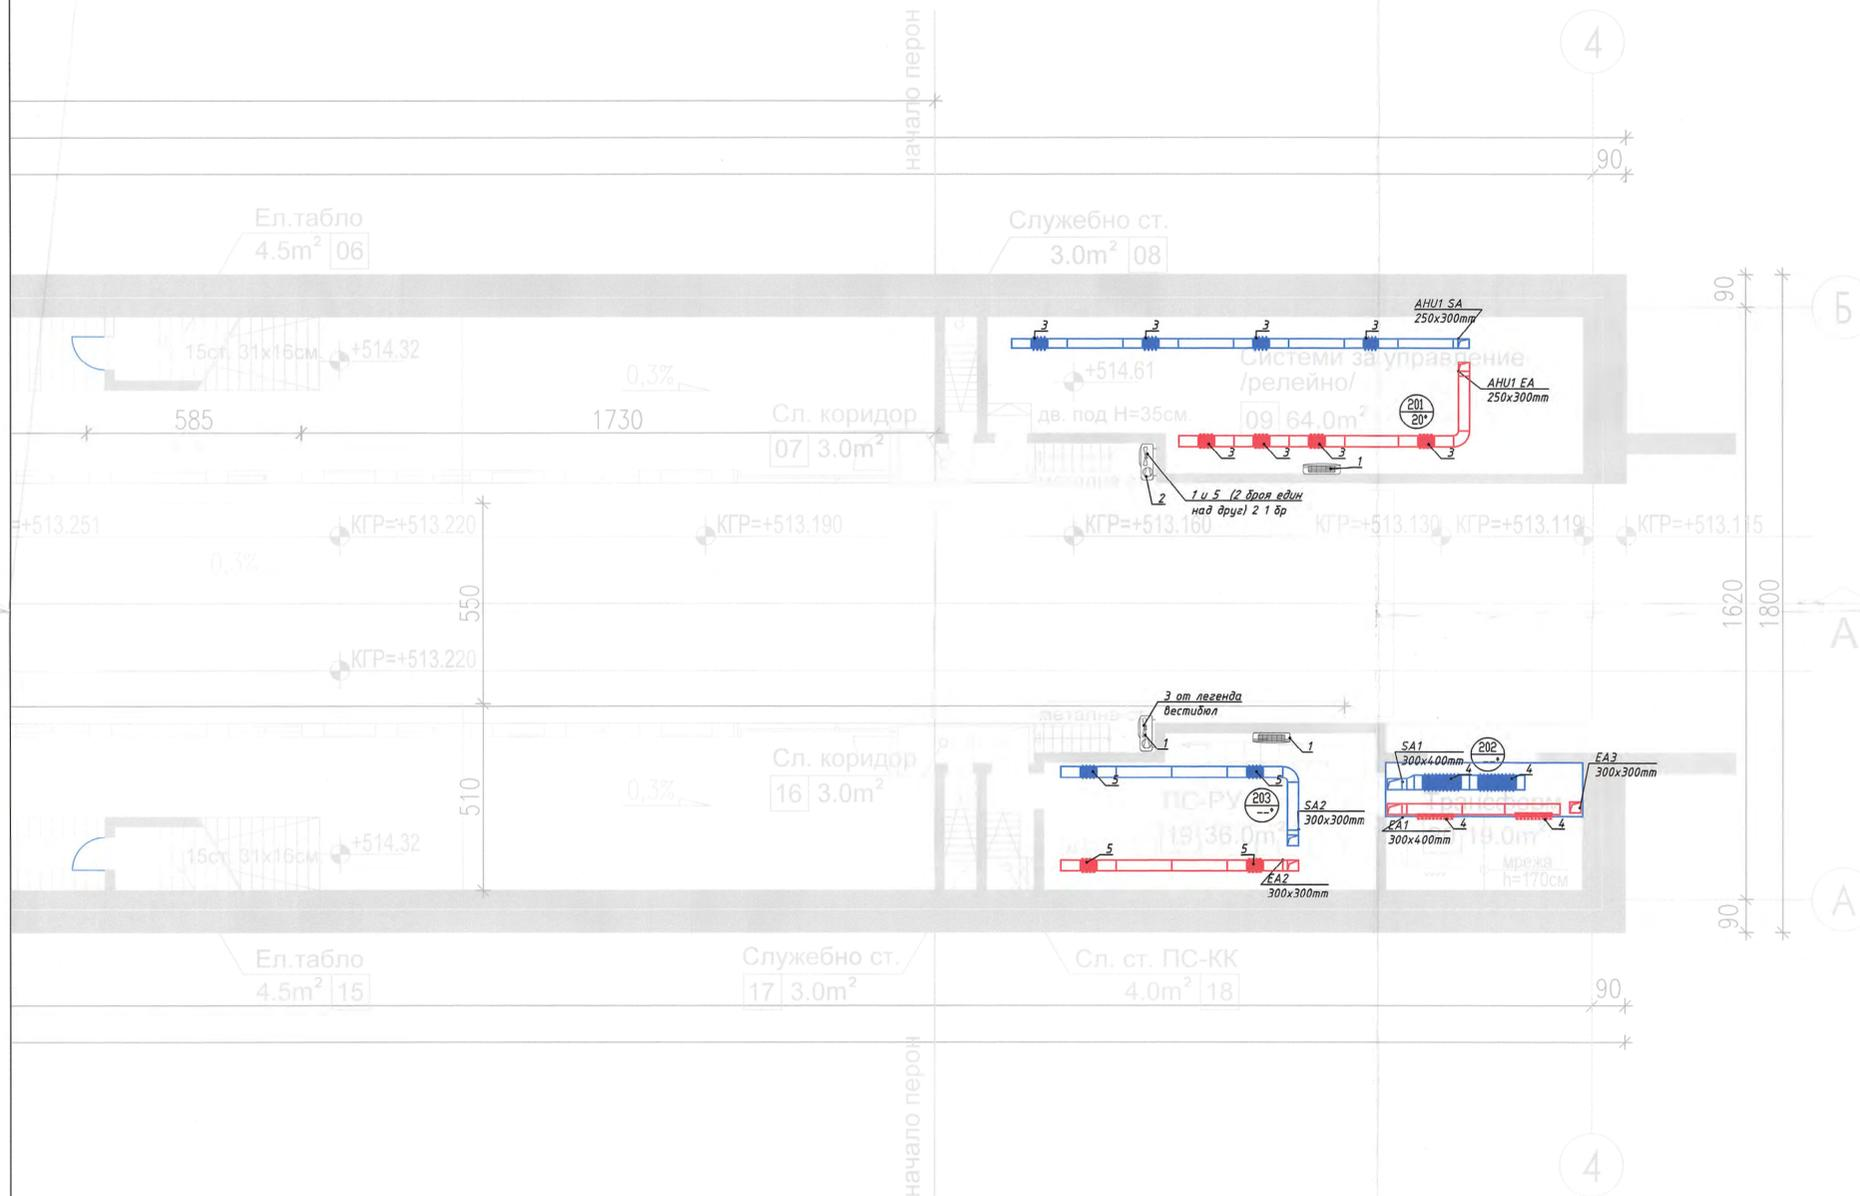 начало перон
4
90
Ел.табло
4.5m² 06
Служебно ст.
3.0m² 08
90
Б
AHU1 SA
250x300mm
3
3
3
3
15ст. 31x16см
+514.32
0,3%
+514.61
Системи за управление
/релейно/
AHU1 EA
250x300mm
585
1730
Сл. коридор
07 3.0m²
дв. под H=35см.
09 64.0m²
201
20°
3
3
3
3
1
2
1 и 5 (2 броя един
над друг) 2 1 бр
=+513.251
КГР=+513.220
КГР=+513.190
КГР=+513.160
КГР=+513.130
КГР=+513.119
КГР=+513.115
0,3%
550
1620
1800
А
КГР=+513.220
3 от легенда
вестибюл
1
1
510
Сл. коридор
16 3.0m²
0,3%
SA1
300x400mm
202
--°
4
4
EA3
300x300mm
5
5
ПС-РУ
203
--°
SA2
300x300mm
Трансформ.
EA1
300x400mm
4
4
19 36.0m²
19.0m²
15ст. 31x16см
+514.32
5
5
EA2
300x300mm
мрежа
h=170см
90
А
Ел.табло
4.5m² 15
Служебно ст.
17 3.0m²
Сл. ст. ПС-КК
4.0m² 18
90
начало перон
4